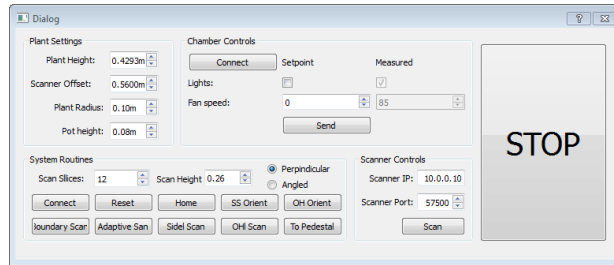 Dialog
Plant Settings
Plant Height: 0.4293m
Scanner Offset: 0.5600m
Plant Radius: 0.10m
Pot height: 0.08m
Chamber Controls
Connect Setpoint Measured
Lights:
Fan speed: 0 85
Send
STOP
System Routines
Scan Sllices: 12 Scan Height 0.26 Perpindicular
Angled
Connect Reset Home SS Orient OH Orient
Boundary Scan Adaptive San Sidel Scan OHl Scan To Pedestal
Scanner Controls
Scanner IP: 10.0.0.10
Scanner Port: 57500
Scan